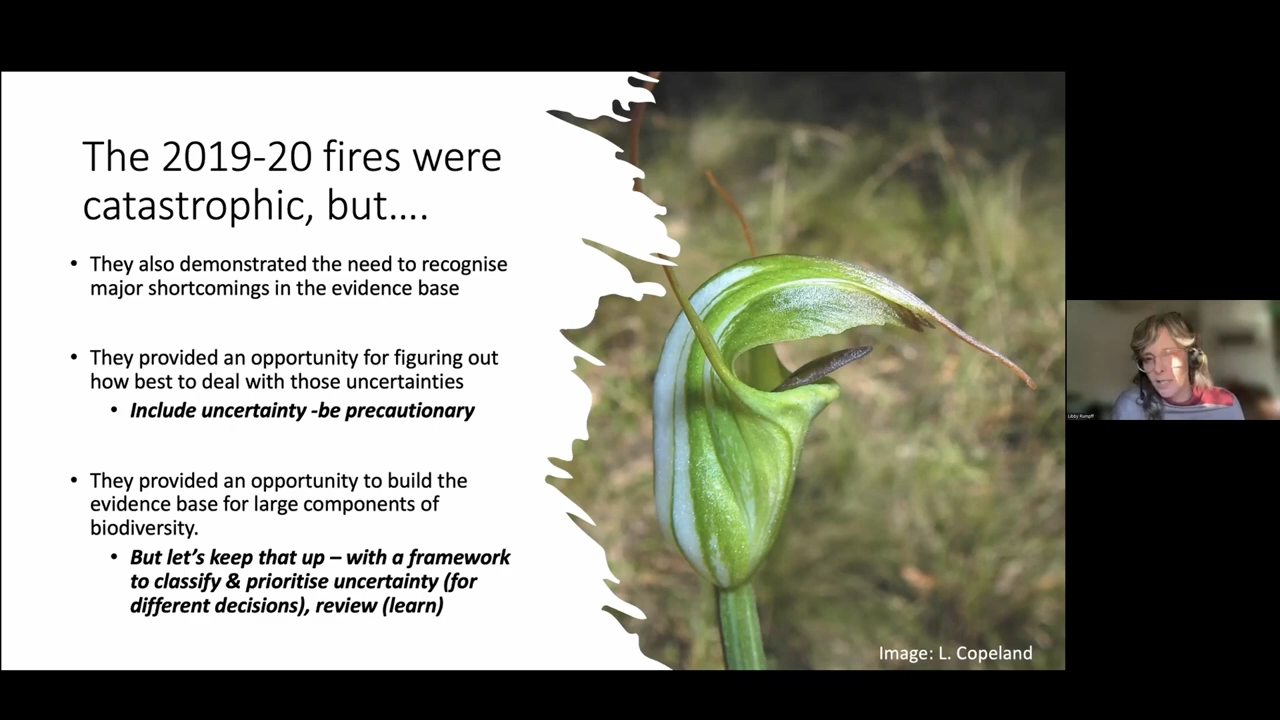 The 2019-20 fires were
catastrophic, but....
• They also demonstrated the need to recognise
major shortcomings in the evidence base
• They provided an opportunity for figuring out
how best to deal with those uncertainties
• Include uncertainty -be precautionary
• They provided an opportunity to build the
evidence base for large components of
biodiversity.
• But let's keep that up – with a framework
to classify & prioritise uncertainty (for
different decisions), review (learn)
Image: L. Copeland
Libby Rumpff